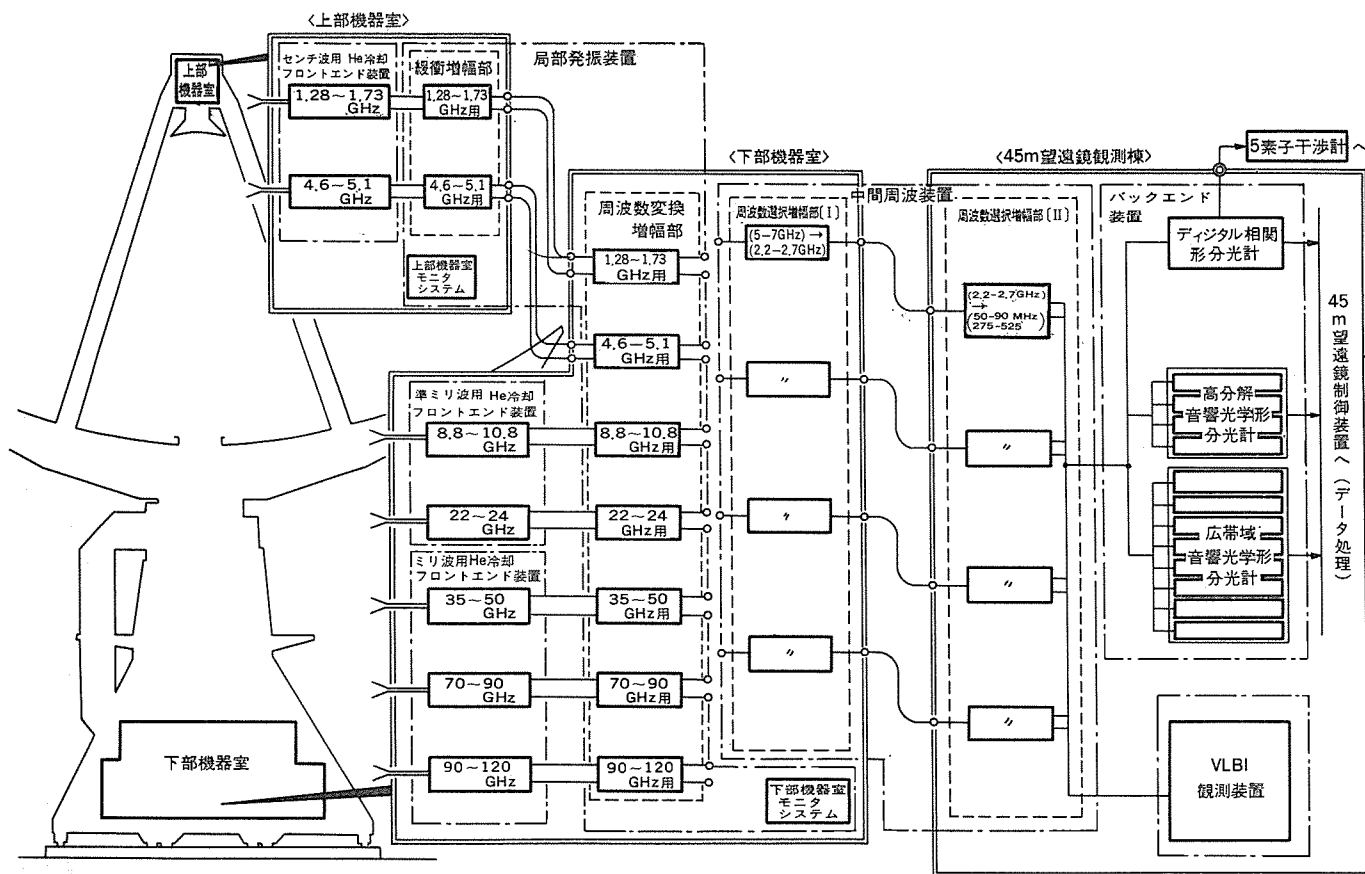 〈上部機器室〉
上部
機器室
センチ波用 He冷却
フロントエンド装置
1.28〜1.73
GHz
4.6〜5.1
GHz
緩衝増幅部
1.28〜1.73
GHz用
4.6〜5.1
GHz用
上部機器室
モニタ
システム
局部発振装置
〈下部機器室〉
周波数変換
増幅部
1.28〜1.73
GHz用
4.6〜5.1
GHz用
準ミリ波用 He冷却
フロントエンド装置
8.8〜10.8
GHz
8.8〜10.8
GHz用
22〜24
GHz
22〜24
GHz用
ミリ波用He冷却
フロントエンド装置
35〜50
GHz
35〜50
GHz用
70〜90
GHz
70〜90
GHz用
90〜120
GHz
90〜120
GHz用
下部機器室
中間周波装置
周波数選択増幅部〔I〕
(5-7GHz)→
(2.2-2.7GHz)
〃
〃
〃
下部機器室
モニタ
システム
〈45m望遠鏡観測棟〉
周波数選択増幅部〔II〕
(2.2-2.7GHz)
→
(50-90 MHz
275-525)
〃
〃
〃
5素子干渉計へ
バックエンド
装置
ディジタル相関
形分光計
高分解
音響光学形
分光計
広帯域
音響光学形
分光計
VLBI
観測装置
45m望遠鏡制御装置へ(データ処理)